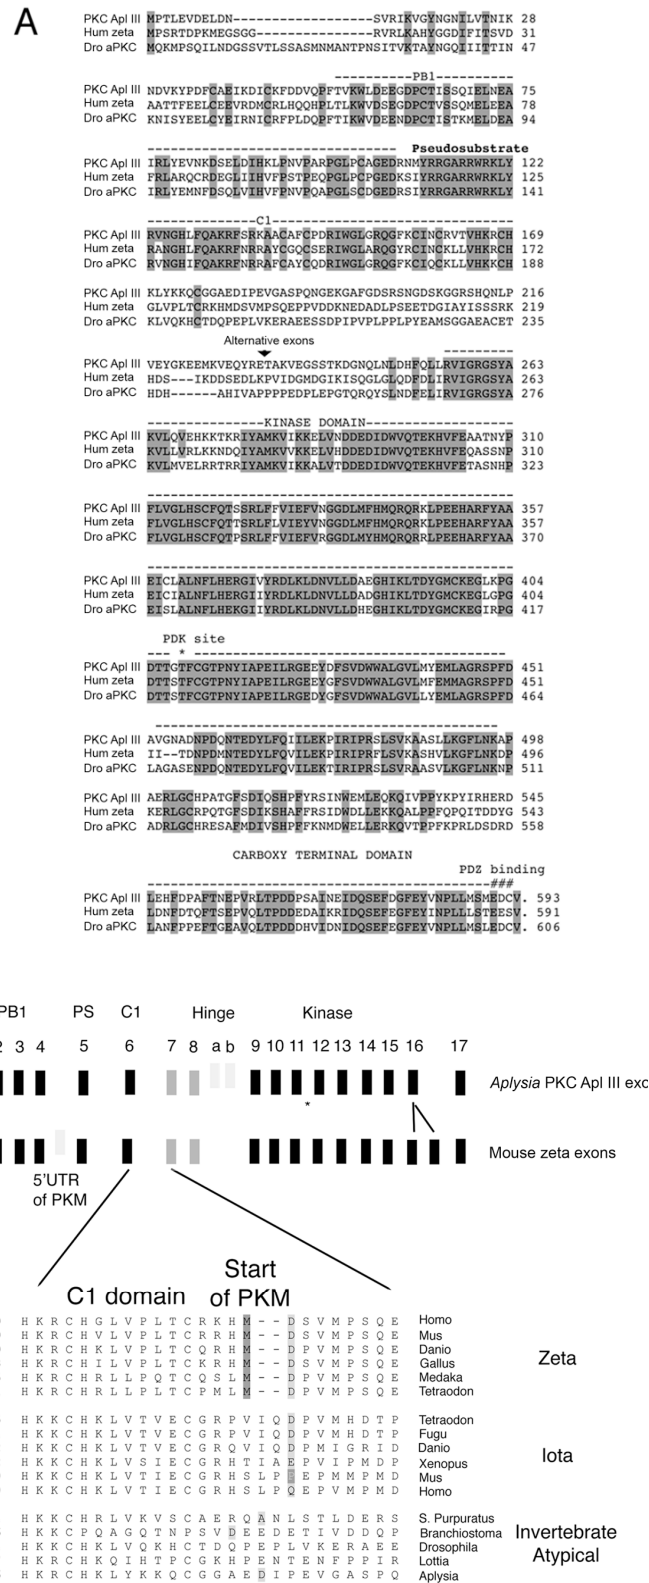 A
PKC Apl III MPTLEVDELDN-----------------SVRIKVGYNGNILVTNIK 28
Hum zeta MPSRTDPKMEGSGG--------------RVRLKAHYGGDIFITSVD 31
Dro aPKC MQKMPSQILNDGSSVTLSSASMNMANTPNSITVKTAYNGQIIITTIN 47
------------PB1------------
PKC Apl III NDVKYPDFCAEIKDICKFDDVQPFTVKWLDEEGDPCTISSQIELNEA 75
Hum zeta AATTFEELCEEVRDMCRLHQQHPLTLKWVDSEGDPCTVSSQMELEEA 78
Dro aPKC KNISYEELCYEIRNICRFPLDQPFTIKWVDEENDPCTISTKMELDEA 94
-------------------------------- Pseudosubstrate
PKC Apl III IRLYEVNKDSELDIHKLPNVPARPGLPCAGEDRNMYRRGARRWRKLY 122
Hum zeta FRLARQCRDEGLIIHVFPSTPEQPGLPCPGEDKSIYRRGARRWRKLY 125
Dro aPKC IRLYEMNFDSQLVIHVFPNVPQAPGLSCDGEDRSIYRRGARRWRKLY 141
--------------C1-------------------------------
PKC Apl III RVNGHLFQAKRFSRKAACAFCPDRIWGLGRQGFKCINCRVTVHKRCH 169
Hum zeta RANGHLFQAKRFNRRAYCGQCSERIWGLARQGYRCINCKLLVHKRCH 172
Dro aPKC RVNGHIFQAKRFNRRAFCAYCQDRIWGLGRQGFKCIQCKLLVHKKCH 188
PKC Apl III KLYKKQCGGAEDIPEVGASPQNVDGEKGAFGDSRSNGDSKGGRSHQNLP 216
Hum zeta GLVPLTCRKHMDSVMPSQEPPVDDKNEDADLPSEETDGIAYISSSRK 219
Dro aPKC KLVQKHCTDQPEPLVKERAEESSDPIPVPLPPLPYEAMSGGAEACET 235
Alternative exons
---------
PKC Apl III VEYGKEEMKVEQYRETAKVEGSSTKDGNQLNLDHFQLLRVIGRGSYA 263
Hum zeta HDS---IKDDSEDLKPVIDGMDGIKISQGLGLQDFDLIRVIGRGSYA 263
Dro aPKC HDH------AHIVAPPPPEDPLEPGTQRQYSLNDFELIRVIGRGSYA 276
---------------KINASE DOMAIN-------------------
PKC Apl III KVLQVEHKKTKRIYAMKVIKKELVNDDEDIDWVQTEKHVFEAATNYP 310
Hum zeta KVLLVRLKKNDQIYAMKVVKKELVHDDEDIDWVQTEKHVFEQASSNP 310
Dro aPKC KVLMVELRRTRRIYAMKVIKKALVTDDEDIDWVQTEKHVFETASNHP 323
-----------------------------------------------
PKC Apl III FLVGLHSCFQTSSRLFFVIEFVNGGDLMFHMQRQRKLPEEHARFYAA 357
Hum zeta FLVGLHSCFQTTSRLFLVIEYVNGGDLMFHMQRQRKLPEEHARFYAA 357
Dro aPKC FLVGLHSCFQTPSRLFFVIEFVRGGDLMYHMQRQRRLPEEHARFYAA 370
-----------------------------------------------
PKC Apl III EICLALNFLHERGIVYRDLKLDNVLLDAEGHIKLTDYGMCKEGLKPG 404
Hum zeta EICIALNFLHERGIIYRDLKLDNVLLDADGHIKLTDYGMCKEGLGPG 404
Dro aPKC EISLALNFLHEKGIIYRDLKLDNVLLDHEGHIKLTDYGMCKEGIRPG 417
PDK site
--- * ----------------------------------------
PKC Apl III DTTGTFCGTPNYIAPEILRGEEYDFSVDWWALGVLMYEMLAGRSPFD 451
Hum zeta DTTSTFCGTPNYIAPEILRGEEYGFSVDWWALGVLMFEMMAGRSPFD 451
Dro aPKC DTTSTFCGTPNYIAPEILRGEDYGFSVDWWALGVLLYEMLAGRSPFD 464
--------------------------------------------
PKC Apl III AVGNADNPDQNTEDYLFQIILEKPIRIPRSLSVKAASLLKGFLNKAP 498
Hum zeta II--TDNPDMNTEDYLFQVILEKPIRIPRFLSVKASHVLKGFLNKDP 496
Dro aPKC LAGASENPDQNTEDYLFQVILEKTIRIPRSLSVRAASVLKGFLNKNP 511
PKC Apl III AERLGCHPATGFSDIQSHPFYRSINWEMLEQKQIVPPYKPYIRHERD 545
Hum zeta KERLGCRPQTGFSDIKSHAFFRSIDWDLLEKKQALPPFQPQITDDYG 543
Dro aPKC ADRLGCHRESAFMDIVSHPFFKNMDWELLERKQVTPPFKPRLDSDRD 558
CARBOXY TERMINAL DOMAIN
PDZ binding
--------------------------------------------###
PKC Apl III LEHFDPAFTNEPVRLTPDDPSAINEIDQSEFDGFEYVNPLLMSMEDCV. 593
Hum zeta LDNFDTQFTSEPVQLTPDDEDAIKRIDQSEFEGFEYINPLLLSTEESV. 591
Dro aPKC LANFPPEFTGEAVQLTPDDDHVIDNIDQSEFEGFEYVNPLLMSLEDCV. 606
PB1 PS C1 Hinge Kinase
2 3 4 5 6 7 8 a b 9 10 11 12 13 14 15 16 17
Aplysia PKC Apl III exo
*
Mouse zeta exons
5'UTR
of PKM
Start
C1 domain of PKM
H K R C H G L V P L T C R K H M - - D S V M P S Q E Homo
H K R C H S L V P L T C R R H M - - D S V M P S Q E Mus
H K R C H V L V P L T C Q R H M - - D P V M P S Q E Danio
H K R C H I L V P L T C K R H M - - D S V M P S Q E Gallus
H K R C H R L L P Q T C Q S L M - - D P V M P S Q E Medaka
H K R C H R L L P L T C P M L M - - D P V M P S Q E Tetraodon
Zeta
H K K C H K L V T V E C G R P V I Q D P V M H D T P Tetraodon
H K K C H K L V T V E C G R P V I Q D P V M H D T P Fugu
H K K C H K L V T V E C G R Q V I Q D P M I G R I D Danio
H K K C H K L V S I E C G R H T I A E P V I P M D P Xenopus
H K K C H K L V T I E C G R H S L P E P M M P M D Mus
H K K C H K L V T I E C G R H S L P Q E P V M P M D Homo
Iota
H K K C H R L V K V S C A E R Q A N L S T L D E R S S. Purpuratus
H K K C P Q A G Q T N P S V D E E D E T I V D D Q P Branchiostoma
H K K C H K L V Q K H C T D Q P E P L V K E R A E E Drosophila
H K R C H K Q I H T P C G K H P E N T E N F P P I R Lottia
H K R C H K L Y K K Q C G G A E D I P E V G A S P Q Aplysia
Invertebrate
Atypical